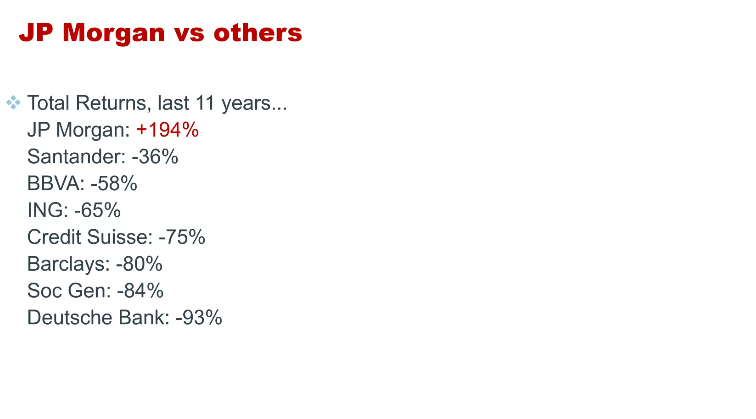 JP Morgan vs others
Total Returns, last 11 years...
JP Morgan: +194%
Santander: -36%
BBVA: -58%
ING: -65%
Credit Suisse: -75%
Barclays: -80%
Soc Gen: -84%
Deutsche Bank: -93%